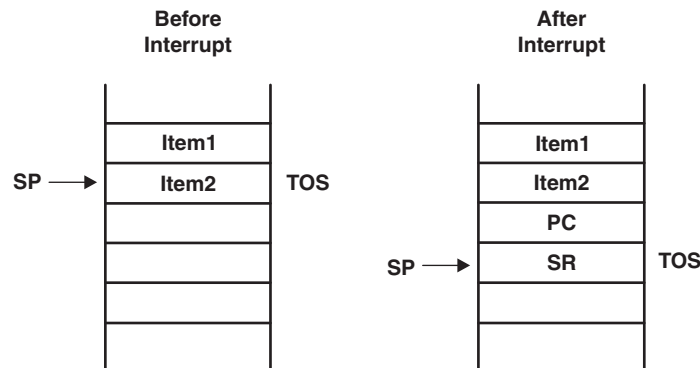 Before
Interrupt
After
Interrupt
Item1
SP
Item2
TOS
Item1
Item2
PC
SP
SR
TOS